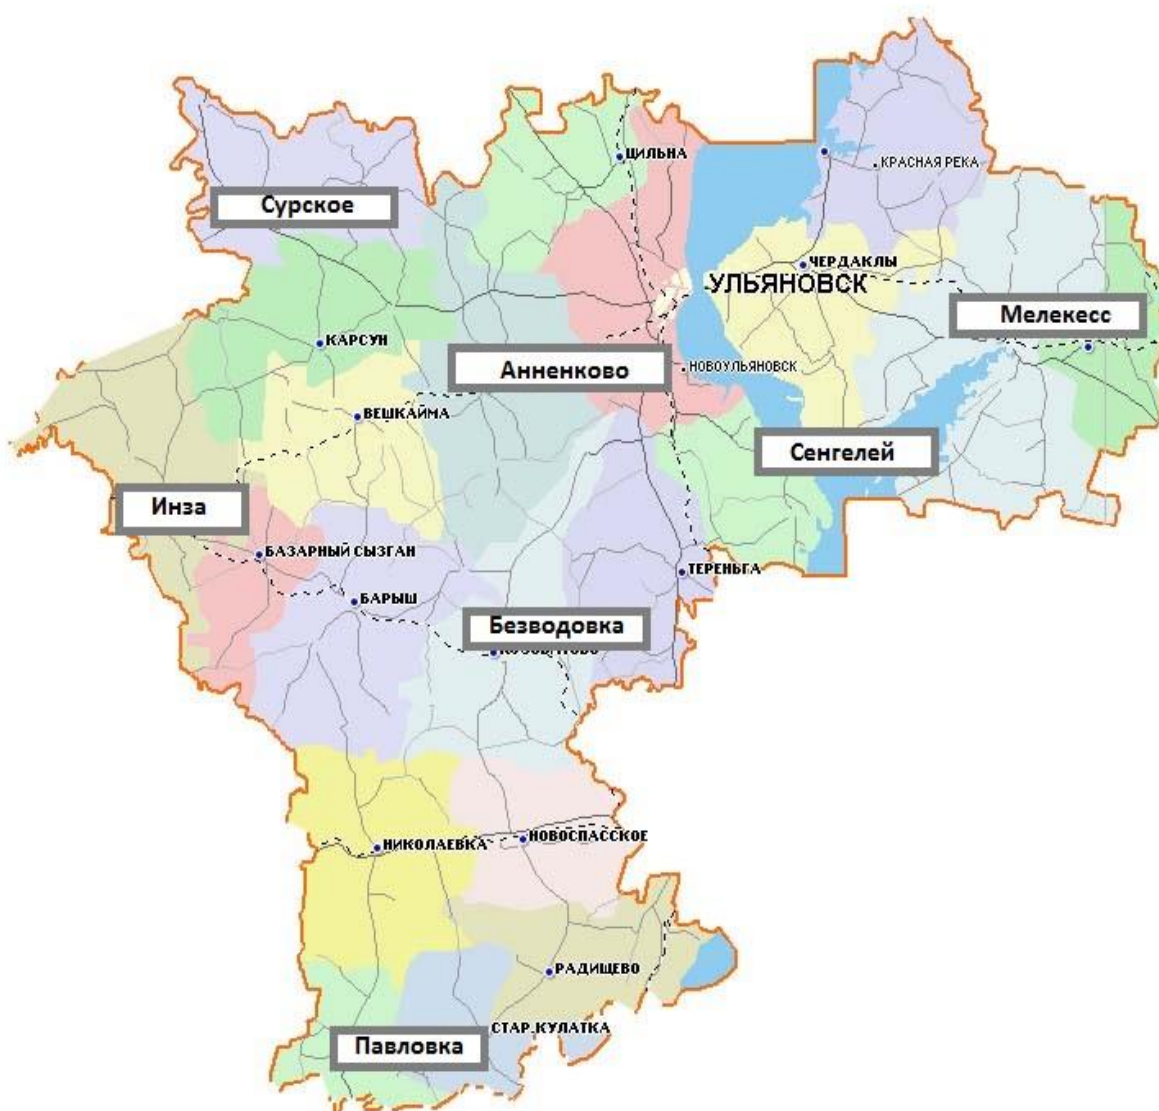 ЦИЛЬНА
КРАСНАЯ РЕКА
Сурское
ЧЕРДАКЛЫ
УЛЬЯНОВСК
Мелекесс
КАРСУН
Анненково
НОВОУЛЬЯНОВСК
ВЕШКАЙМА
Сенгелей
Инза
БАЗАРНЫЙ СЫЗГАН
ТЕРЕНЬГА
БАРЫШ
Безводовка
НИКОЛАЕВКА
НОВОСПАССКОЕ
РАДИЩЕВО
СТАР.КУЛАТКА
Павловка